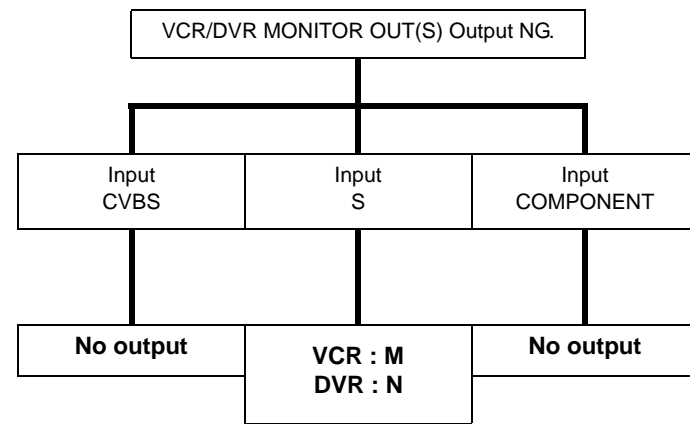 VCR/DVR MONITOR OUT(S) Output NG.
Input
CVBS
Input
S
Input
COMPONENT
No output
VCR : M
DVR : N
No output